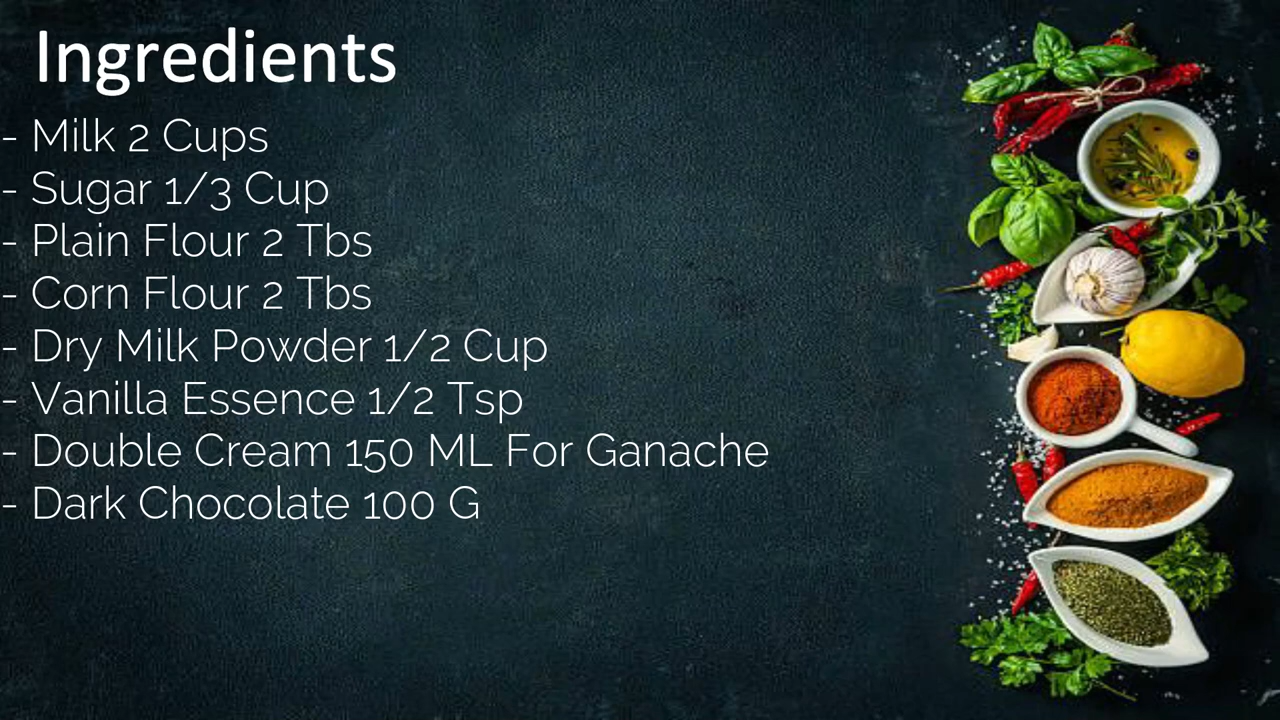 Ingredients
- Milk 2 Cups
- Sugar 1/3 Cup
- Plain Flour 2 Tbs
- Corn Flour 2 Tbs
- Dry Milk Powder 1/2 Cup
- Vanilla Essence 1/2 Tsp
- Double Cream 150 ML For Ganache
- Dark Chocolate 100 G